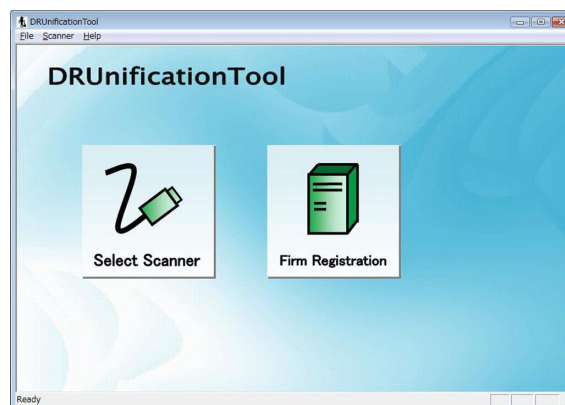 DRUnificationTool
File Scanner Help
DRUnificationTool
Select Scanner
Firm Registration
Ready